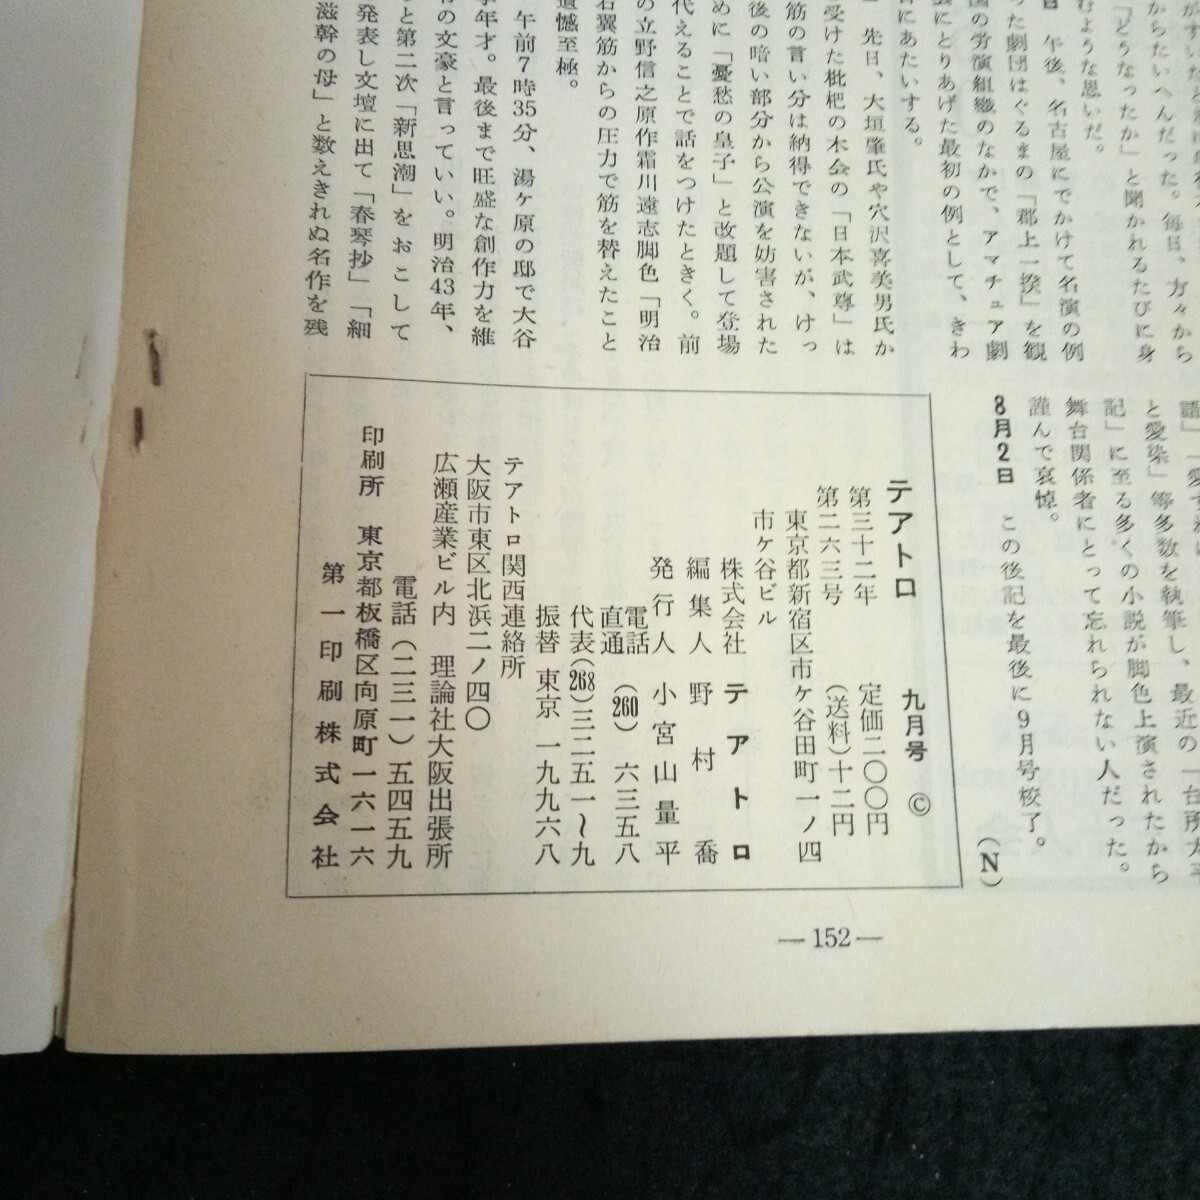 がらたいへんだった。毎日、方々から
「どうなったか」と聞かれるたびに身
むような思いだ。
日　午後、名古屋にでかけて名演の例
った劇団はぐるまの「郡上一揆」を観
国の労演組織のなかで、アマチュア劇
会にとりあげた最初の例として、きわ
目にあたいする。
先日、大垣肇氏や穴沢喜美男氏か
受けた枇杷の木会の「日本武尊」は
筋の言い分は納得できないが、けっ
後の暗い部分から公演を妨害された
めに「憂愁の皇子」と改題して登場
代えることで話をつけたときく。前
の立野信之原作霜川遠志脚色「明治
右翼筋からの圧力で筋を替えたこと
遺憾至極。
午前7時35分、湯ケ原の邸で大谷
学年才。最後まで旺盛な創作力を維
の文豪と言っていい。明治43年、
と第二次「新思潮」をおこして
発表し文壇に出て「春琴抄」「細
滋幹の母」と数えきれぬ名作を残
と愛染」等多数を執筆し、最近の「台所太平
記」に至る多くの小説が脚色上演されたから
舞台関係者にとって忘れられない人だった。
謹んで哀悼。
8月2日　この後記を最後に9月号校了。
（N）
テアトロ　九月号　©
第三十二年　定価二〇〇円
第二六三号　（送料）十二円
東京都新宿区市ケ谷田町一ノ四
市ケ谷ビル
株式会社　テアトロ
編集人　野村喬
発行人　小宮山量平
電話
直通（260）六三五八
代表（268）三二五一～九
振替　東京　一九九六八
テアトロ関西連絡所
大阪市東区北浜二ノ四〇
広瀬産業ビル内　理論社大阪出張所
電話（二三一）五四五九
印刷所　東京都板橋区向原町一六一六
第一印刷株式会社
—152—